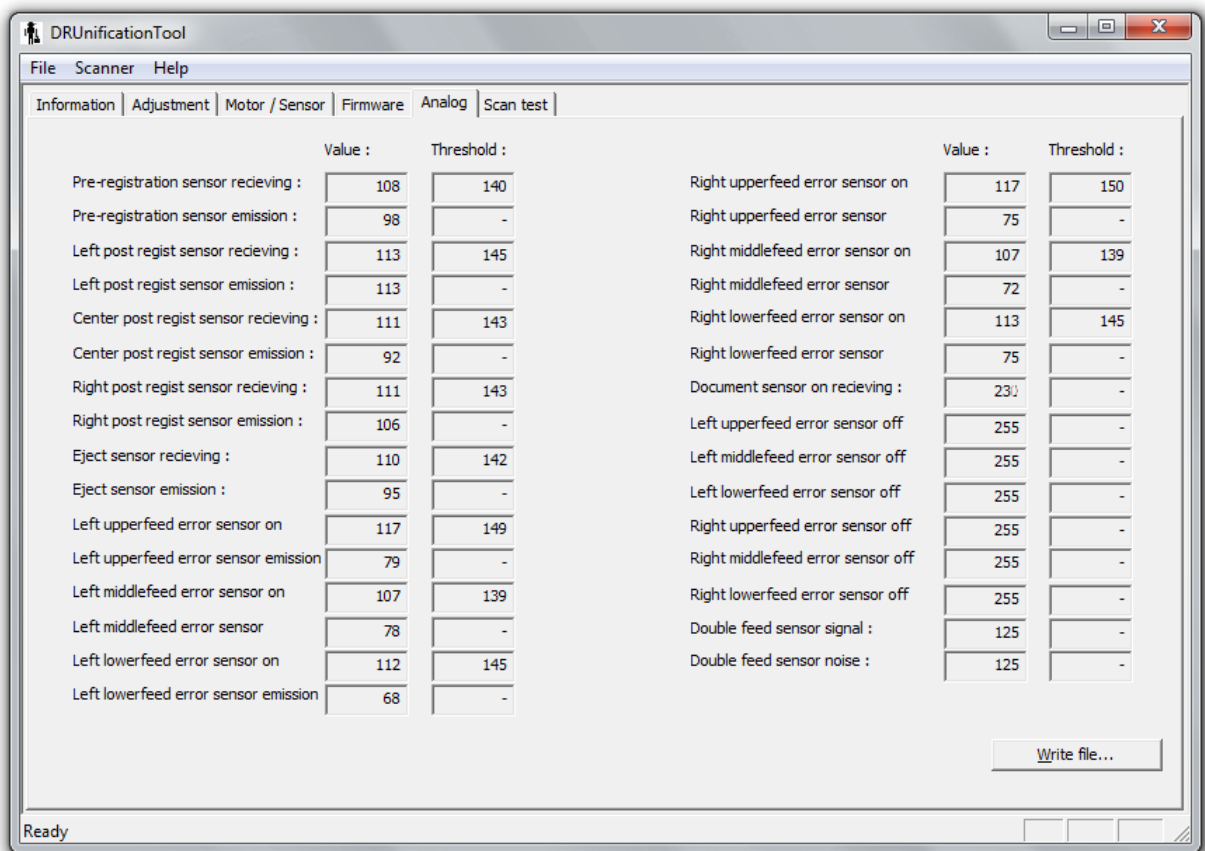 DRUnificationTool
File Scanner Help
Information Adjustment Motor / Sensor Firmware Analog Scan test
Value : Threshold : Value : Threshold :
Pre-registration sensor recieving : 108 140 Right upperfeed error sensor on 117 150
Pre-registration sensor emission : 98 - Right upperfeed error sensor 75 -
Left post regist sensor recieving : 113 145 Right middlefeed error sensor on 107 139
Left post regist sensor emission : 113 - Right middlefeed error sensor 72 -
Center post regist sensor recieving : 111 143 Right lowerfeed error sensor on 113 145
Center post regist sensor emission : 92 - Right lowerfeed error sensor 75 -
Right post regist sensor recieving : 111 143 Document sensor on recieving : -
Right post regist sensor emission : 106 - Left upperfeed error sensor off 255 -
Eject sensor recieving : 110 142 Left middlefeed error sensor off 255 -
Eject sensor emission : 95 - Left lowerfeed error sensor off 255 -
Left upperfeed error sensor on 117 149 Right upperfeed error sensor off 255 -
Left upperfeed error sensor emission 79 - Right middlefeed error sensor off 255 -
Left middlefeed error sensor on 107 139 Right lowerfeed error sensor off 255 -
Left middlefeed error sensor 78 - Double feed sensor signal : 125 -
Left lowerfeed error sensor on 112 145 Double feed sensor noise : 125 -
Left lowerfeed error sensor emission 68 -
Write file...
Ready